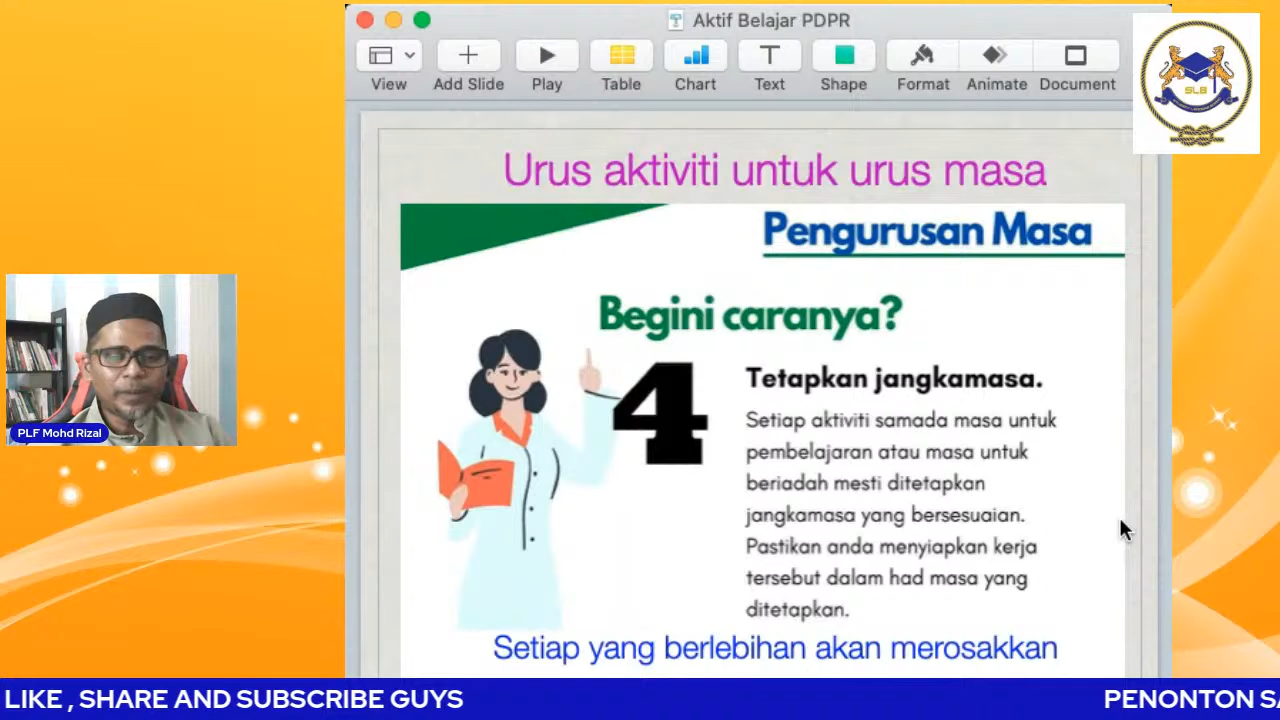 Aktif Belajar PDPR
View Add Slide Play Table Chart Text Shape Format Animate Document
SLB
Urus aktiviti untuk urus masa
Pengurusan Masa
Begini caranya?
4
Tetapkan jangkamasa.
Setiap aktiviti samada masa untuk
pembelajaran atau masa untuk
beriadah mesti ditetapkan
jangkamasa yang bersesuaian.
Pastikan anda menyiapkan kerja
tersebut dalam had masa yang
ditetapkan.
Setiap yang berlebihan akan merosakkan
PLF Mohd Rizal
LIKE , SHARE AND SUBSCRIBE GUYS
PENONTON SA